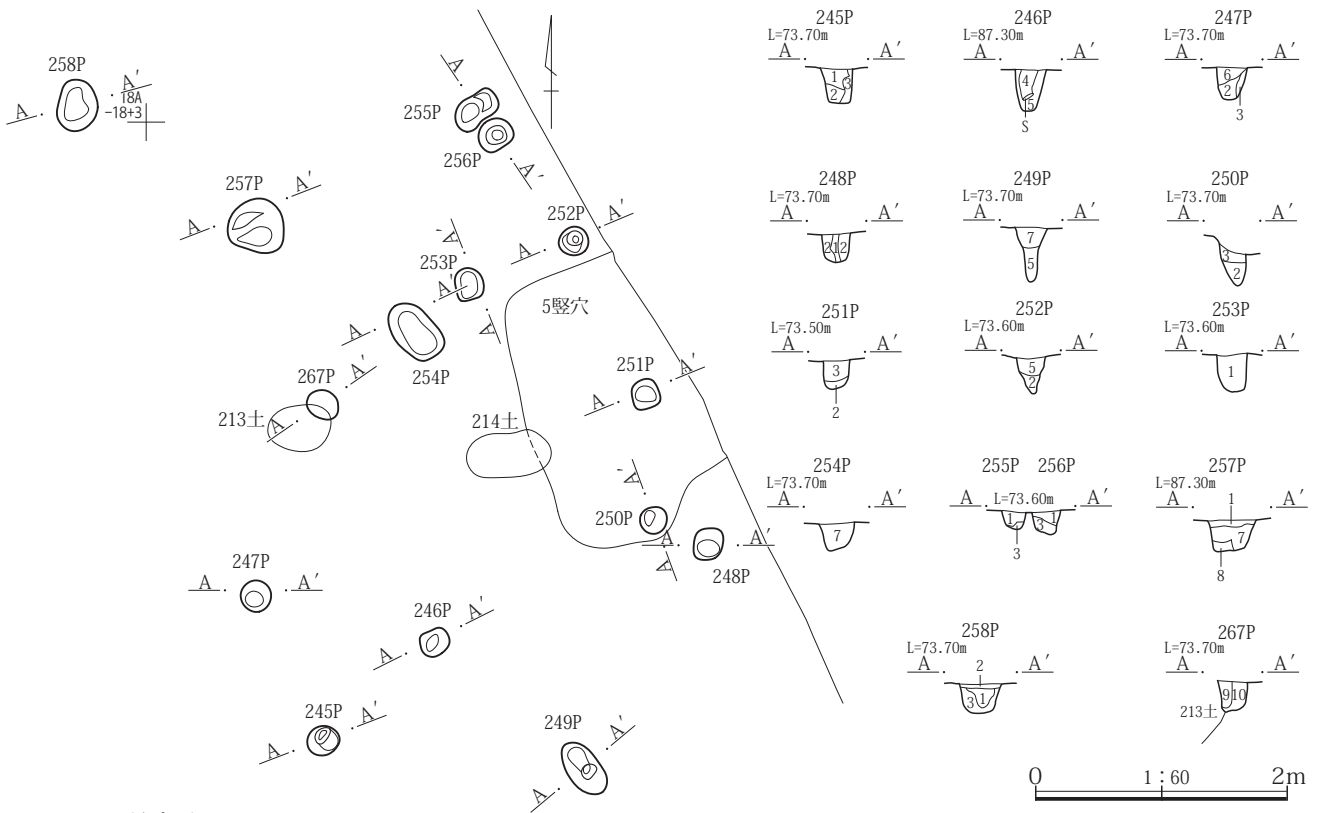 258P
A
A′
18A
-18+3
257P
A
A′
255P
A
256P
A′
252P
A
A′
253P
A′
A
254P
A
A′
5竪穴
267P
A′
213土
A
251P
A
A′
214土
250P
A′
A
248P
A
A′
247P
A
A′
246P
A
A′
245P
A
A′
249P
A
A′
245P
L=73.70m
A
A′
1
3
2
246P
L=87.30m
A
A′
4
5
S
247P
L=73.70m
A
A′
6
2
3
248P
L=73.70m
A
A′
212
249P
L=73.70m
A
A′
7
5
250P
L=73.70m
A
A′
3
2
251P
L=73.50m
A
A′
3
2
252P
L=73.60m
A
A′
5
2
253P
L=73.60m
A
A′
1
254P
L=73.70m
A
A′
7
255P 256P
L=73.60m
A
A′
1
3
1
3
257P
L=87.30m
A
A′
1
7
8
258P
L=73.70m
A
A′
2
3
1
267P
L=73.70m
A
A′
9 10
213土
0 1:60 2m